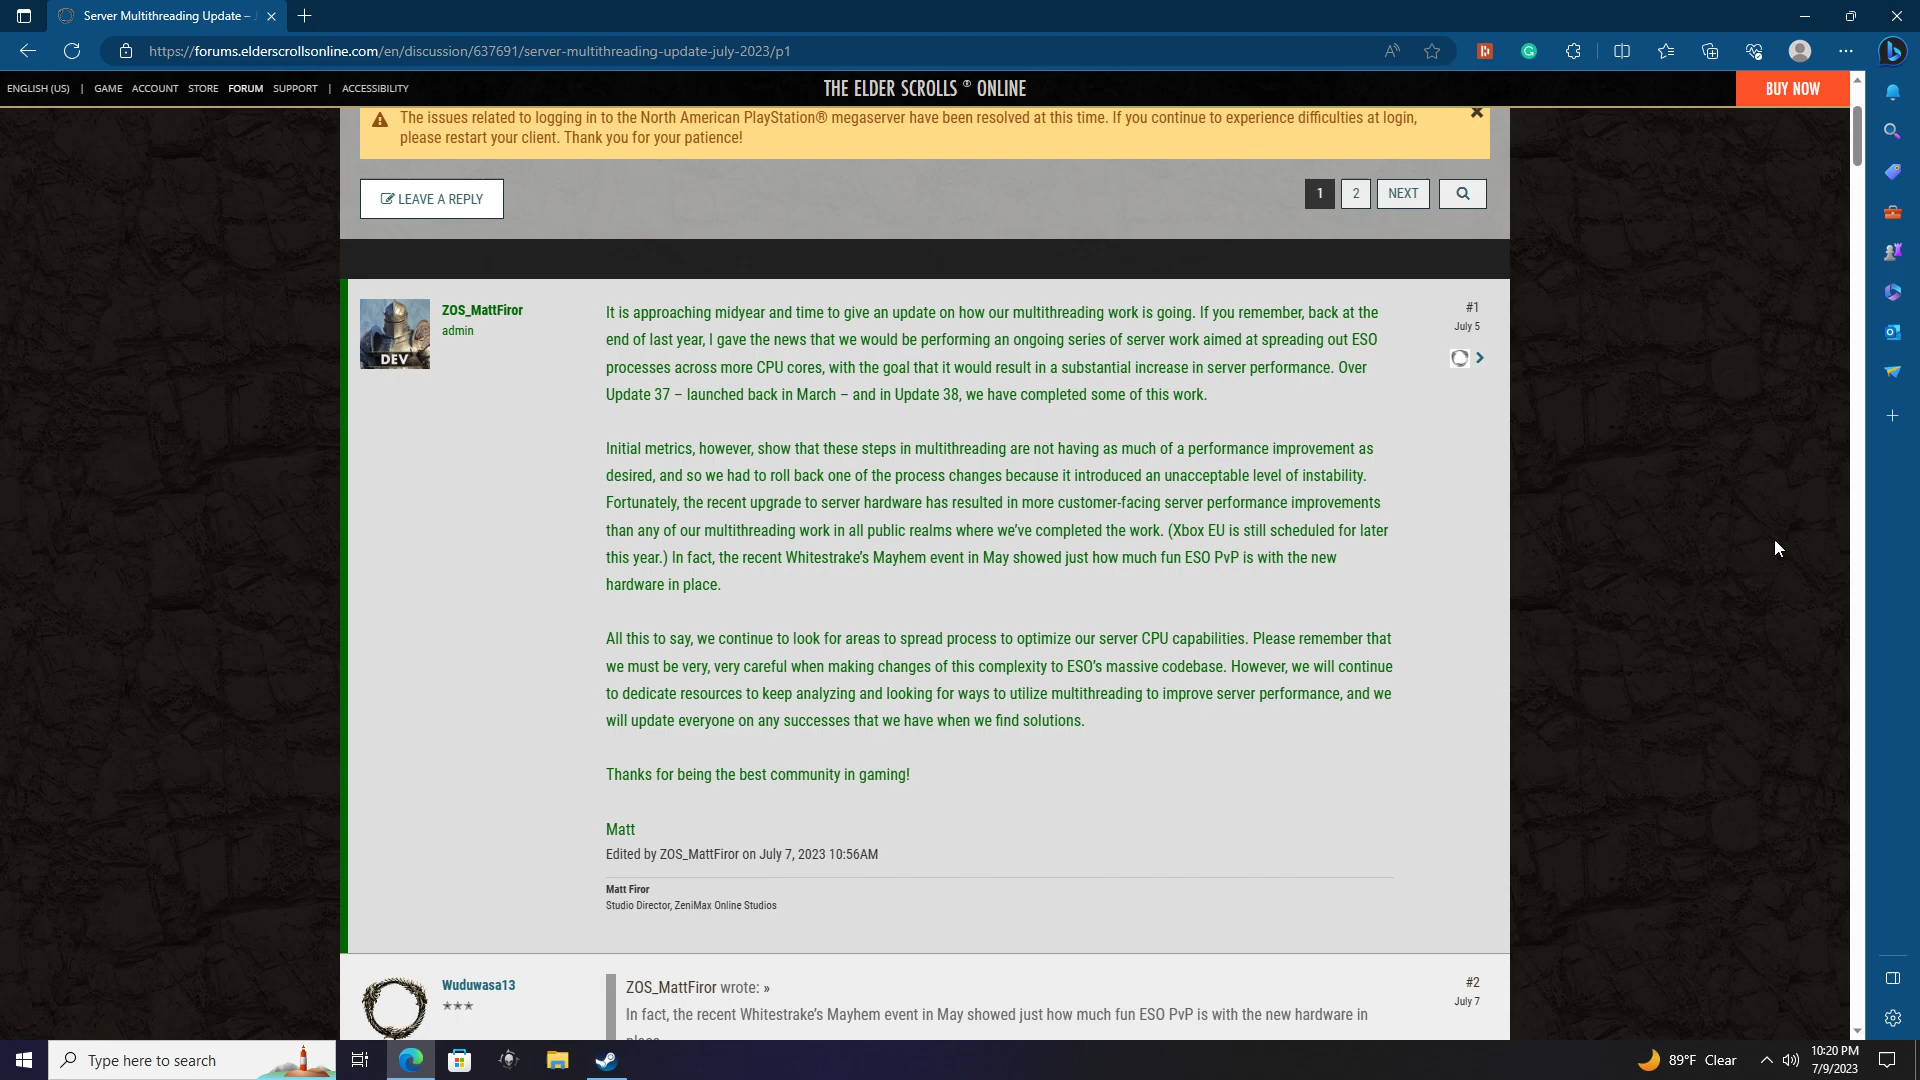 Server Multithreading Update –
https://forums.elderscrollsonline.com/en/discussion/637691/server-multithreading-update-july-2023/p1
ENGLISH (US) | GAME ACCOUNT STORE FORUM SUPPORT | ACCESSIBILITY
THE ELDER SCROLLS ® ONLINE
BUY NOW
The issues related to logging in to the North American PlayStation® megaserver have been resolved at this time. If you continue to experience difficulties at login,
please restart your client. Thank you for your patience!
LEAVE A REPLY
1 2 NEXT
ZOS_MattFiror
admin
DEV
#1
July 5
It is approaching midyear and time to give an update on how our multithreading work is going. If you remember, back at the
end of last year, I gave the news that we would be performing an ongoing series of server work aimed at spreading out ESO
processes across more CPU cores, with the goal that it would result in a substantial increase in server performance. Over
Update 37 – launched back in March – and in Update 38, we have completed some of this work.
Initial metrics, however, show that these steps in multithreading are not having as much of a performance improvement as
desired, and so we had to roll back one of the process changes because it introduced an unacceptable level of instability.
Fortunately, the recent upgrade to server hardware has resulted in more customer-facing server performance improvements
than any of our multithreading work in all public realms where we've completed the work. (Xbox EU is still scheduled for later
this year.) In fact, the recent Whitestrake's Mayhem event in May showed just how much fun ESO PvP is with the new
hardware in place.
All this to say, we continue to look for areas to spread process to optimize our server CPU capabilities. Please remember that
we must be very, very careful when making changes of this complexity to ESO's massive codebase. However, we will continue
to dedicate resources to keep analyzing and looking for ways to utilize multithreading to improve server performance, and we
will update everyone on any successes that we have when we find solutions.
Thanks for being the best community in gaming!
Matt
Edited by ZOS_MattFiror on July 7, 2023 10:56AM
Matt Firor
Studio Director, ZeniMax Online Studios
Wuduwasa13
#2
July 7
ZOS_MattFiror wrote: »
In fact, the recent Whitestrake's Mayhem event in May showed just how much fun ESO PvP is with the new hardware in
place.
Type here to search
89°F Clear
10:20 PM
7/9/2023